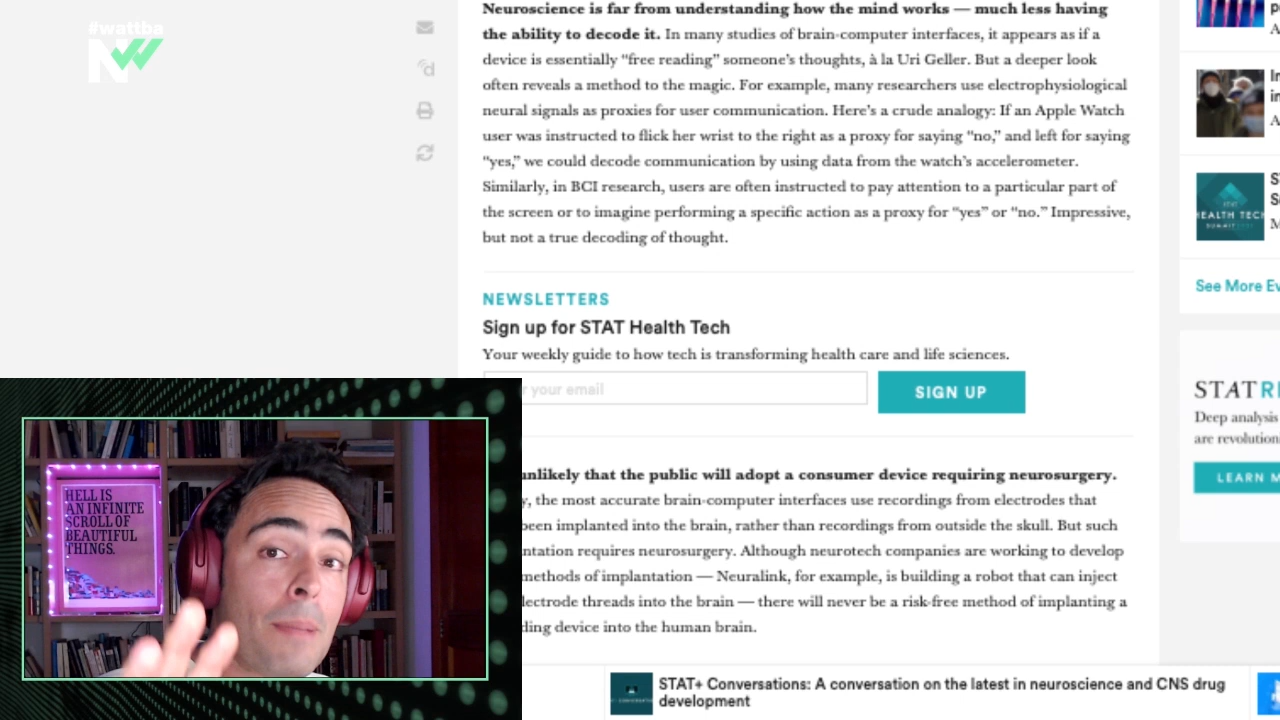 #wattba
N
Neuroscience is far from understanding how the mind works — much less having
the ability to decode it. In many studies of brain-computer interfaces, it appears as if a
device is essentially “free reading” someone’s thoughts, à la Uri Geller. But a deeper look
often reveals a method to the magic. For example, many researchers use electrophysiological
neural signals as proxies for user communication. Here’s a crude analogy: If an Apple Watch
user was instructed to flick her wrist to the right as a proxy for saying “no,” and left for saying
“yes,” we could decode communication by using data from the watch’s accelerometer.
Similarly, in BCI research, users are often instructed to pay attention to a particular part of
the screen or to imagine performing a specific action as a proxy for “yes” or “no.” Impressive,
but not a true decoding of thought.
NEWSLETTERS
Sign up for STAT Health Tech
Your weekly guide to how tech is transforming health care and life sciences.
your email
SIGN UP
unlikely that the public will adopt a consumer device requiring neurosurgery.
the most accurate brain-computer interfaces use recordings from electrodes that
been implanted into the brain, rather than recordings from outside the skull. But such
requires neurosurgery. Although neurotech companies are working to develop
methods of implantation — Neuralink, for example, is building a robot that can inject
threads into the brain — there will never be a risk-free method of implanting a
device into the human brain.
STAT+ Conversations: A conversation on the latest in neuroscience and CNS drug
development
HEALTH TECH
SUMMIT
See More
STAT
Deep analysis
are
LEARN
HELL IS
AN INFINITE
SCROLL OF
BEAUTIFUL
THINGS.